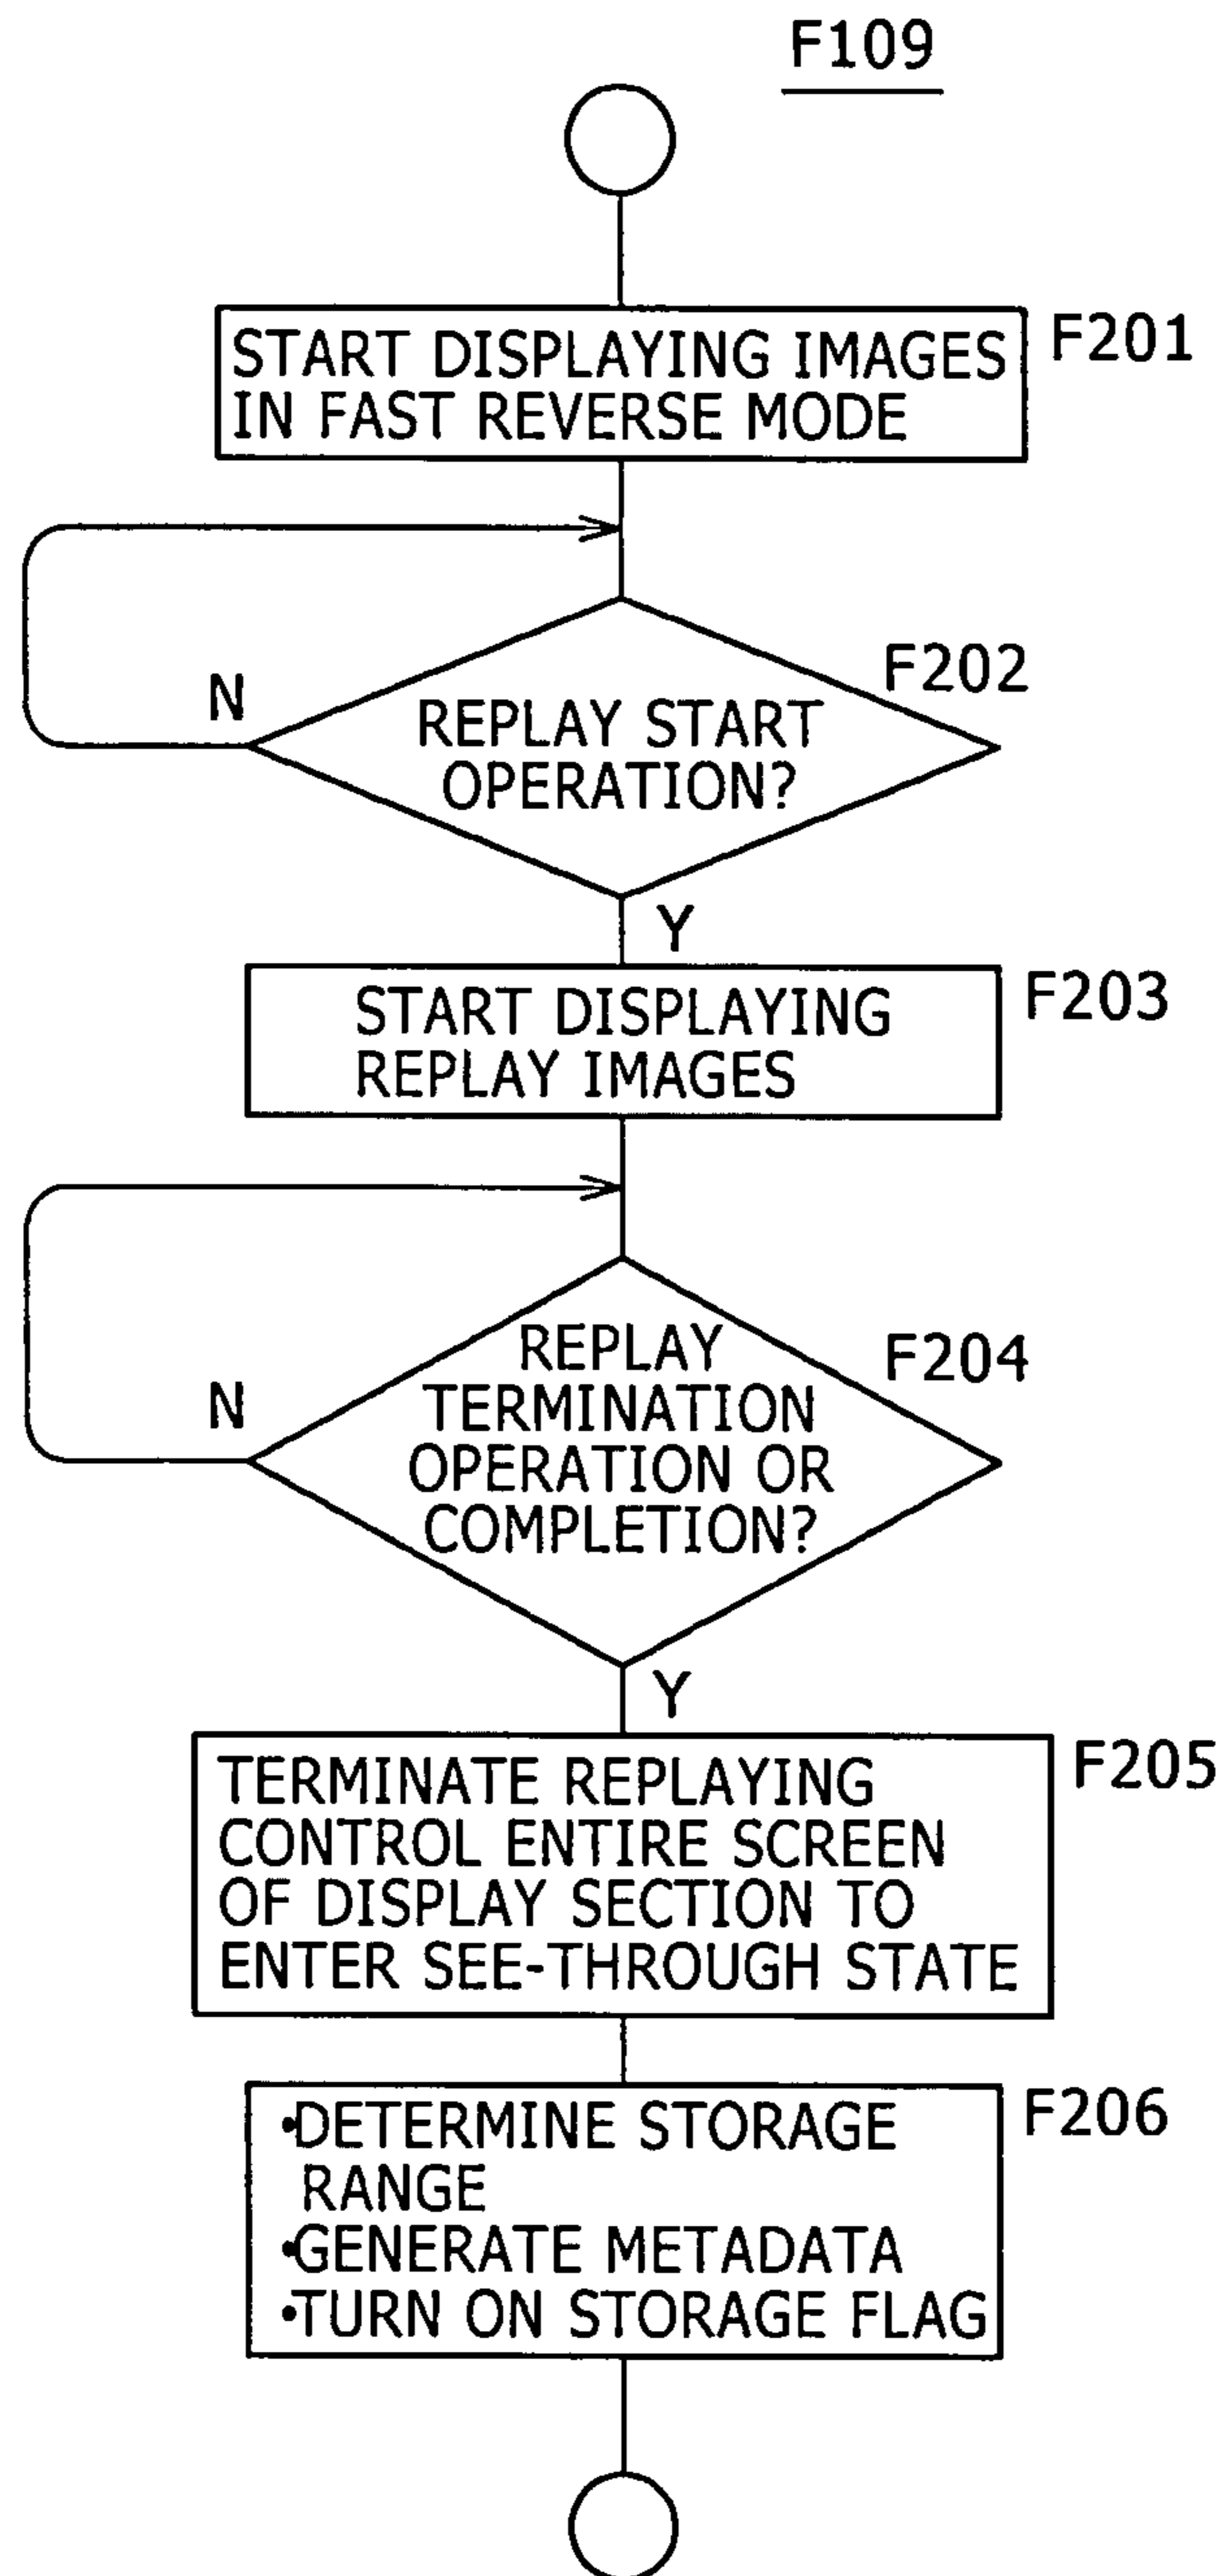 F109
START DISPLAYING IMAGES
IN FAST REVERSE MODE
F201
F202
N
REPLAY START
OPERATION?
Y
START DISPLAYING
REPLAY IMAGES
F203
REPLAY
TERMINATION
OPERATION OR
COMPLETION?
F204
N
Y
TERMINATE REPLAYING
CONTROL ENTIRE SCREEN
OF DISPLAY SECTION TO
ENTER SEE-THROUGH STATE
F205
•DETERMINE STORAGE
RANGE
•GENERATE METADATA
•TURN ON STORAGE FLAG
F206